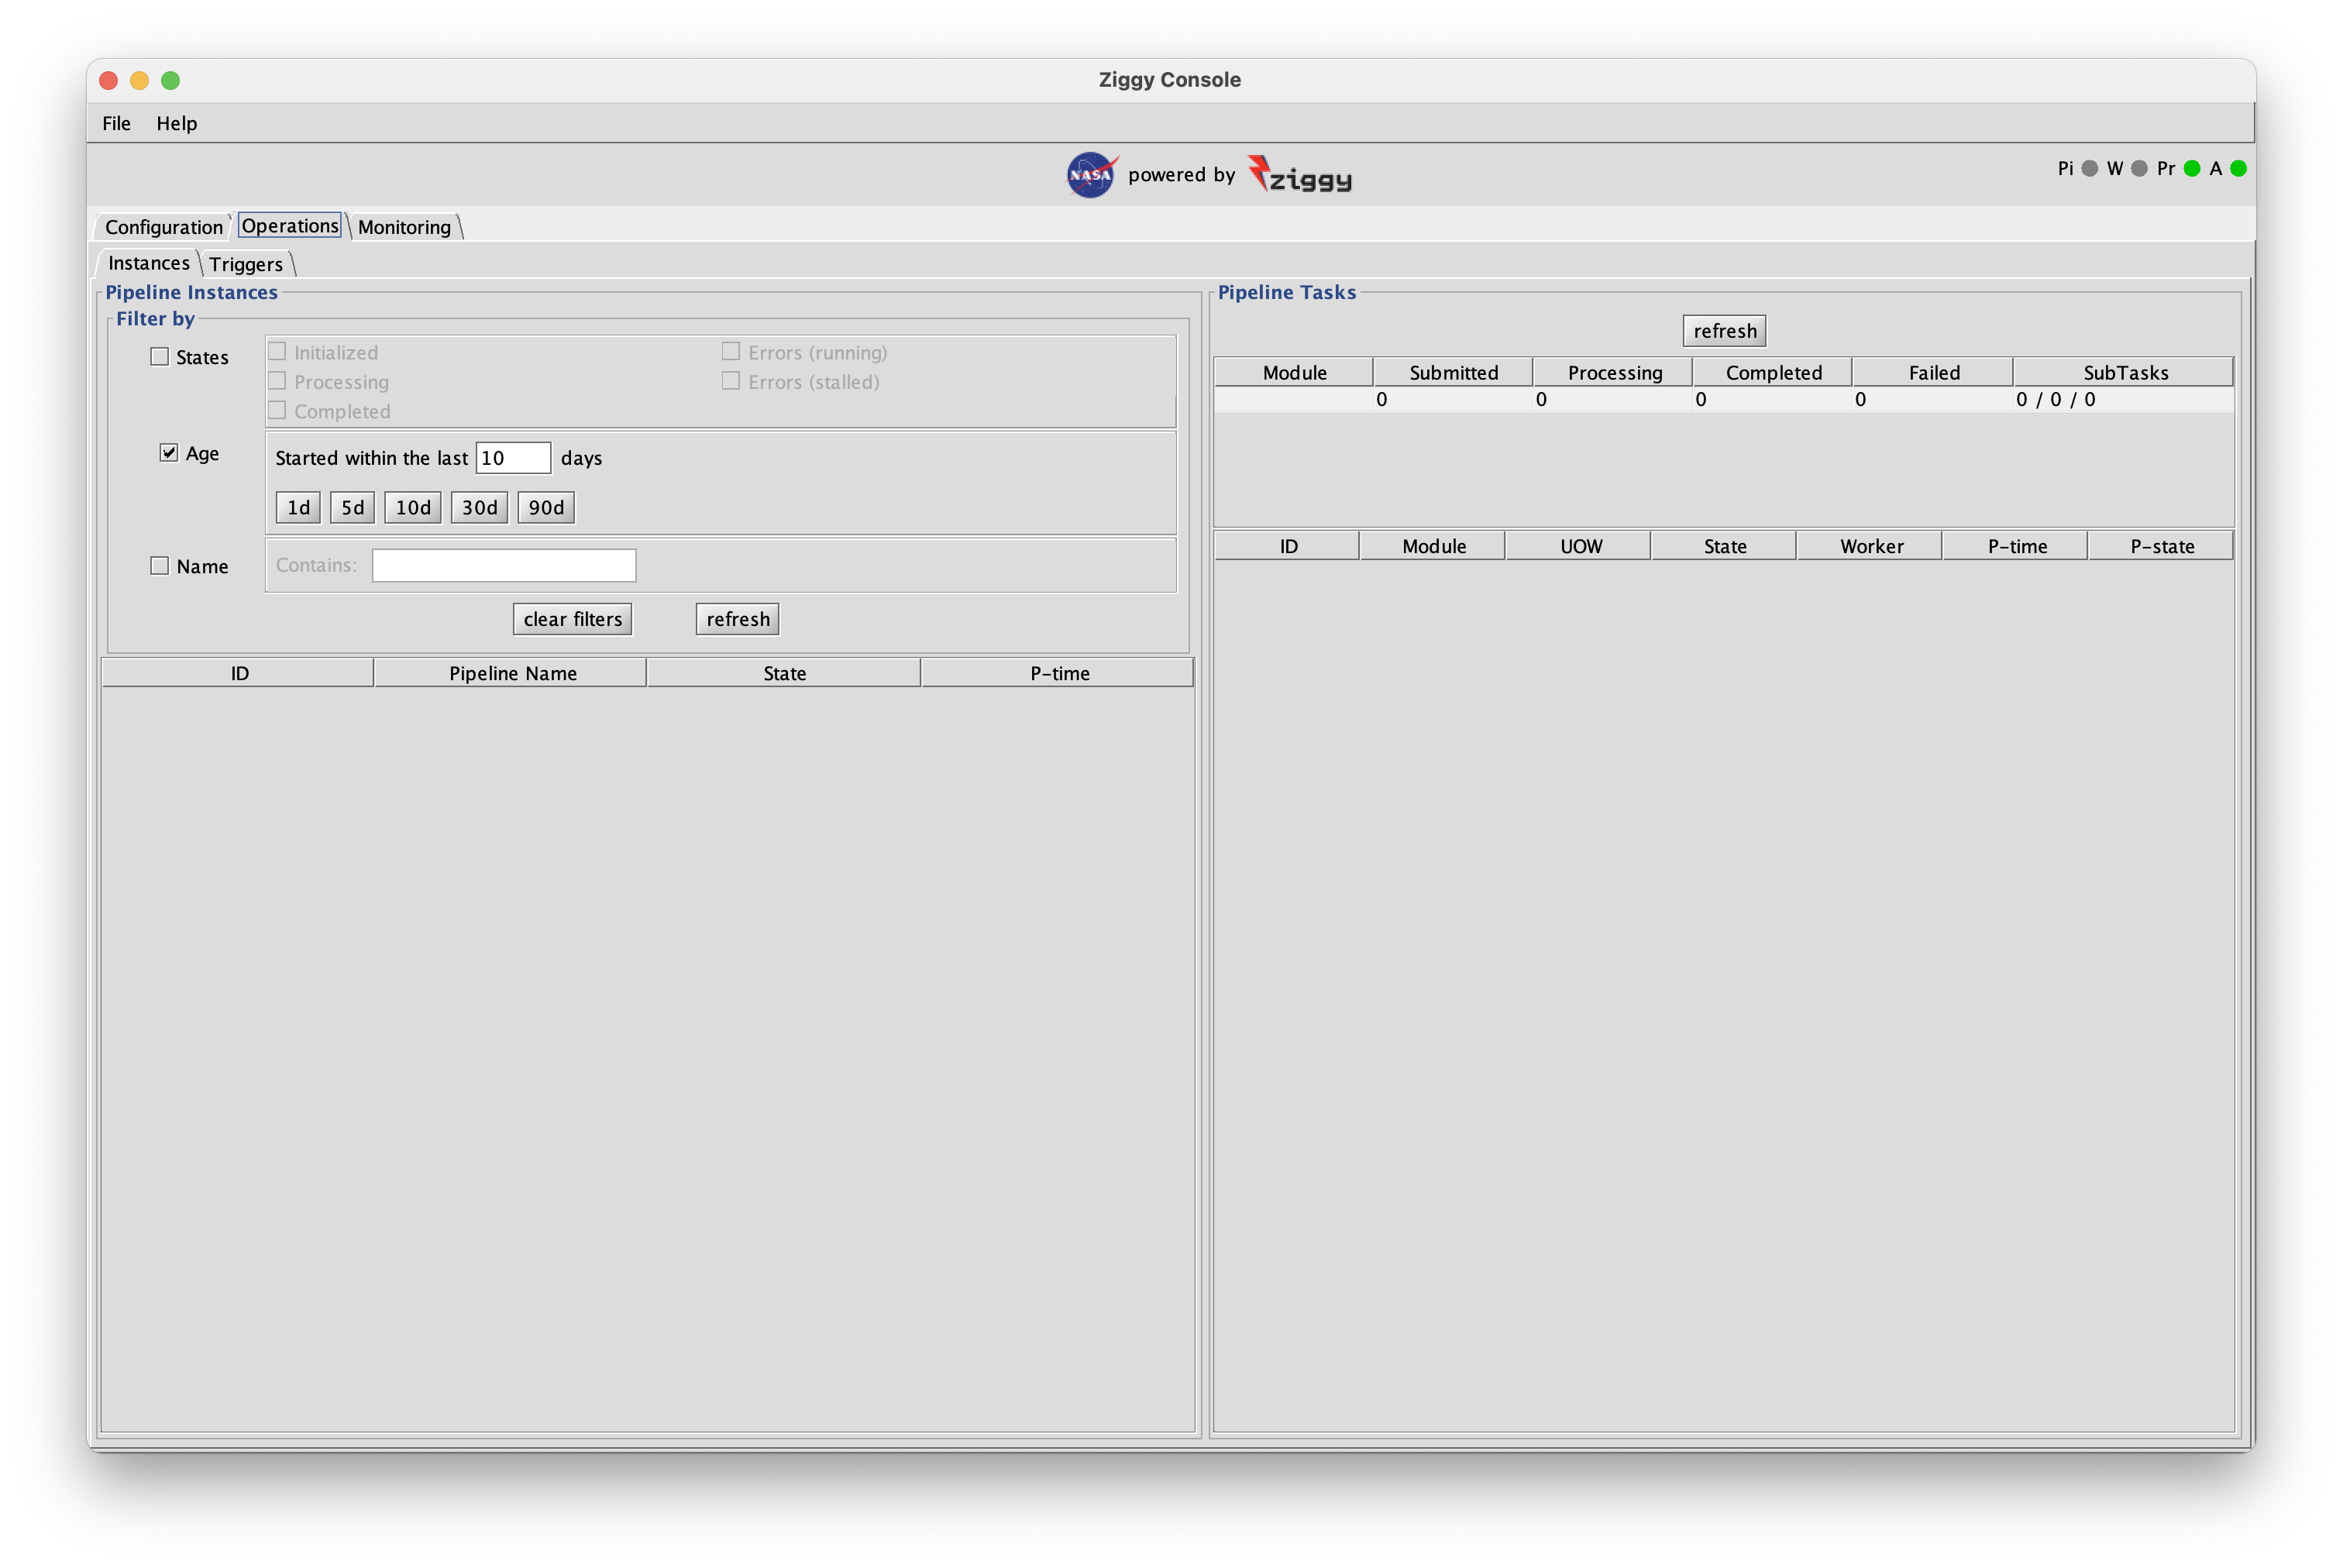 Ziggy Console
File Help
NASA powered by ziggy
Pi W Pr A
Configuration Operations Monitoring
Instances Triggers
Pipeline Instances
Filter by
States
Initialized Errors (running)
Processing Errors (stalled)
Completed
Age Started within the last 10 days
1d 5d 10d 30d 90d
Name Contains:
clear filters refresh
ID Pipeline Name State P-time
Pipeline Tasks
refresh
Module Submitted Processing Completed Failed SubTasks
0 0 0 0 0 / 0 / 0
ID Module UOW State Worker P-time P-state